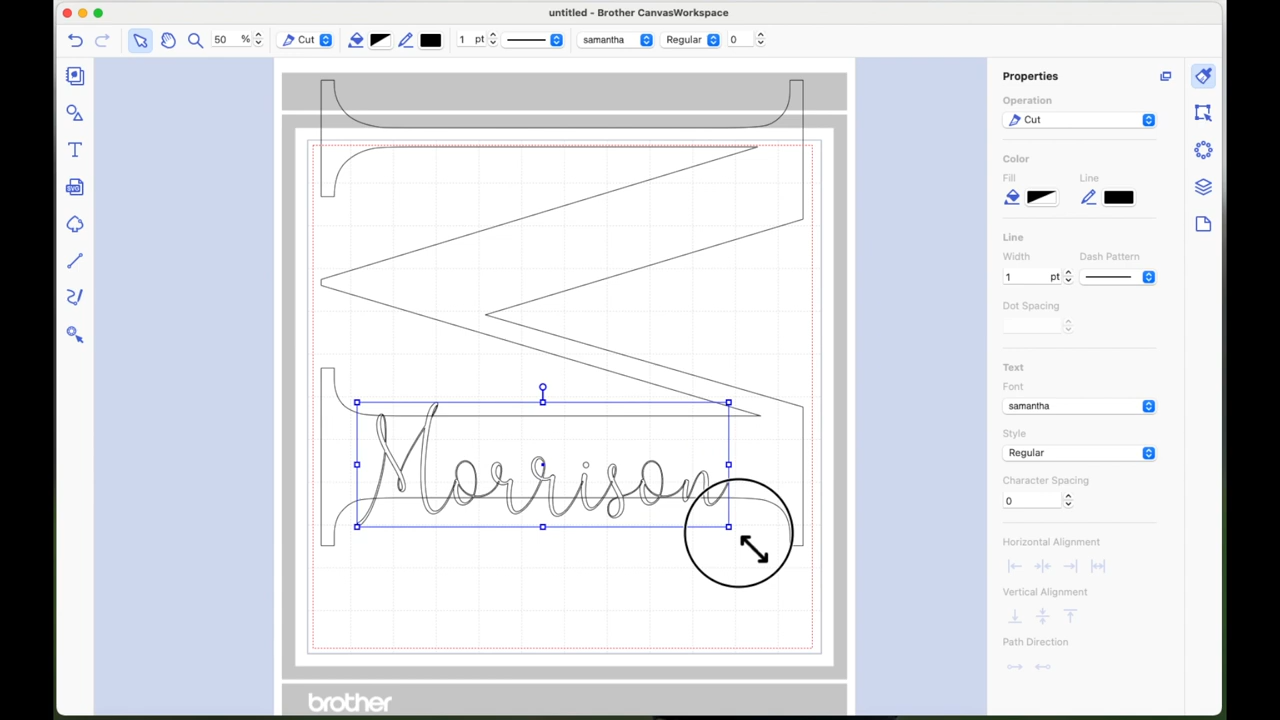 untitled - Brother CanvasWorkspace
50 % Cut 1 pt samantha Regular 0
Properties
Operation
Cut
Color
Fill Line
Line
Width Dash Pattern
1 pt
Dot Spacing
Text
Font
samantha
Style
Regular
Character Spacing
0
Horizontal Alignment
Vertical Alignment
Path Direction
T
SVG
M
Morrison
brother